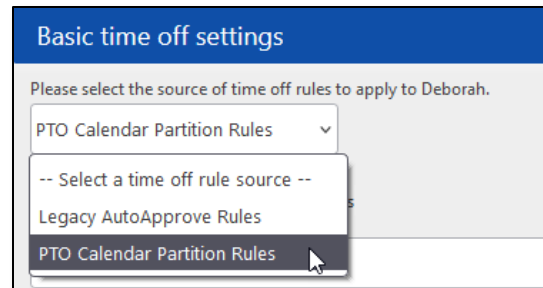 Basic time off settings
Please select the source of time off rules to apply to Deborah.
PTO Calendar Partition Rules
-- Select a time off rule source --
Legacy AutoApprove Rules
PTO Calendar Partition Rules